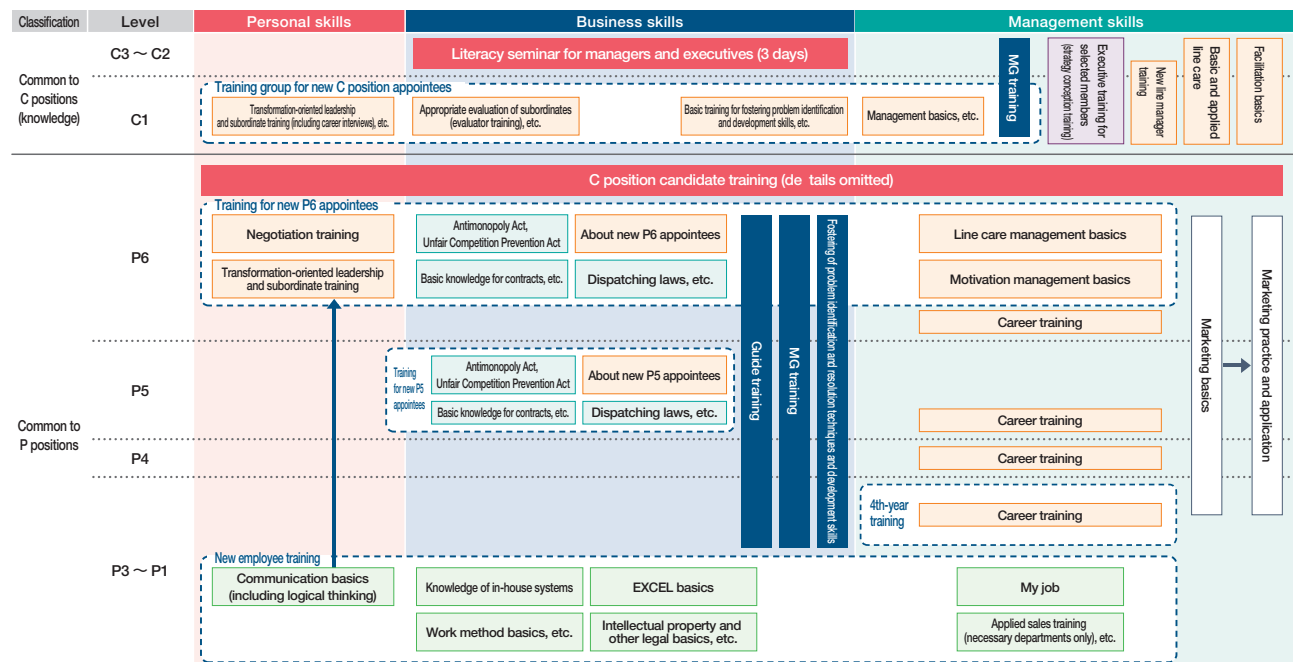 Classification
Level
Personal skills
Business skills
Management skills
Common to
C positions
(knowledge)
C3 ～ C2
C1
Literacy seminar for managers and executives (3 days)
Training group for new C position appointees
Transformation-oriented leadership
and subordinate training (including career interviews), etc.
Appropriate evaluation of subordinates
(evaluator training), etc.
Basic training for fostering problem identification
and development skills, etc.
Management basics, etc.
MG training
Executive training for
selected members
(strategy conception training)
New line manager
training
Basic and applied
line care
Facilitation basics
Common to
P positions
P6
P5
P4
P3 ～ P1
C position candidate training (de tails omitted)
Training for new P6 appointees
Negotiation training
Transformation-oriented leadership
and subordinate training
Antimonopoly Act,
Unfair Competition Prevention Act
About new P6 appointees
Basic knowledge for contracts, etc.
Dispatching laws, etc.
Guide training
MG training
Fostering of problem identification and resolution techniques and development skills
Line care management basics
Motivation management basics
Career training
Marketing basics
Marketing practice and application
Training
for new P5
appointees
Antimonopoly Act,
Unfair Competition Prevention Act
About new P5 appointees
Basic knowledge for contracts, etc.
Dispatching laws, etc.
Career training
Career training
4th-year
training
Career training
New employee training
Communication basics
(including logical thinking)
Knowledge of in-house systems
EXCEL basics
My job
Work method basics, etc.
Intellectual property and
other legal basics, etc.
Applied sales training
(necessary departments only), etc.